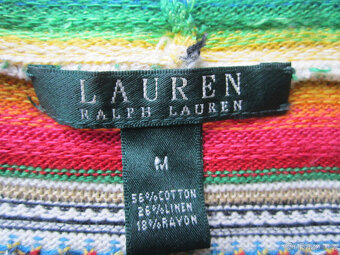 LAUREN
RALPH LAUREN
M
56%COTTON
26%LINEN
18%RAYON